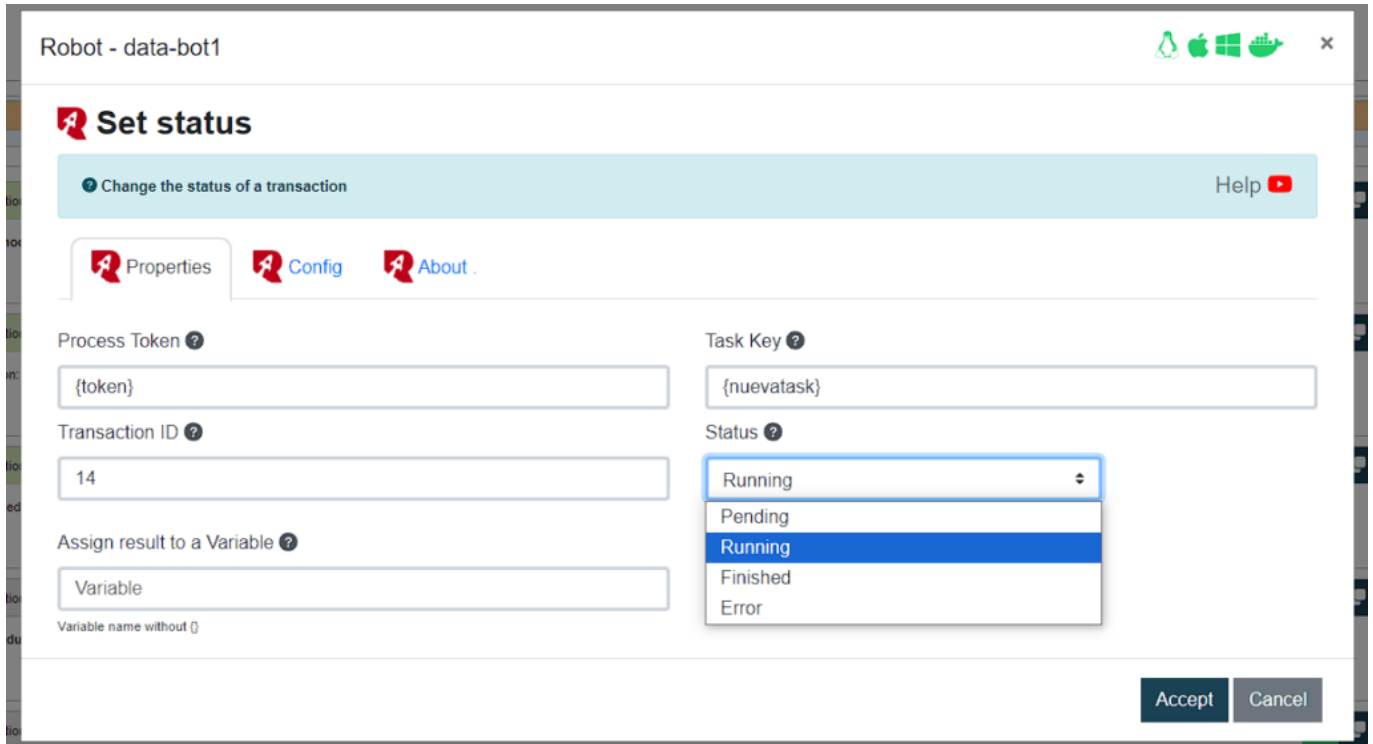 Robot - data-bot1
×
Set status
Change the status of a transaction
Help
Properties
Config
About .
Process Token
Task Key
{token}
{nuevatask}
Transaction ID
Status
14
Running
Pending
Running
Finished
Error
Assign result to a Variable
Variable
Variable name without {}
Accept
Cancel